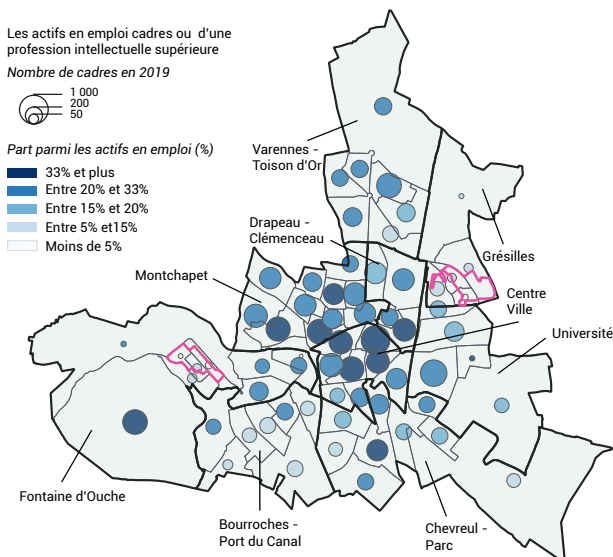 Les actifs en emploi cadres ou d'une
profession intellectuelle supérieure
Nombre de cadres en 2019
1 000
200
50
Part parmi les actifs en emploi (%)
33% et plus
Entre 20% et 33%
Entre 15% et 20%
Entre 5% et15%
Moins de 5%
Varennes -
Toison d'Or
Drapeau -
Clémenceau
Grésilles
Montchapet
Centre
Ville
Université
Fontaine d'Ouche
Bourroches -
Port du Canal
Chevreul -
Parc